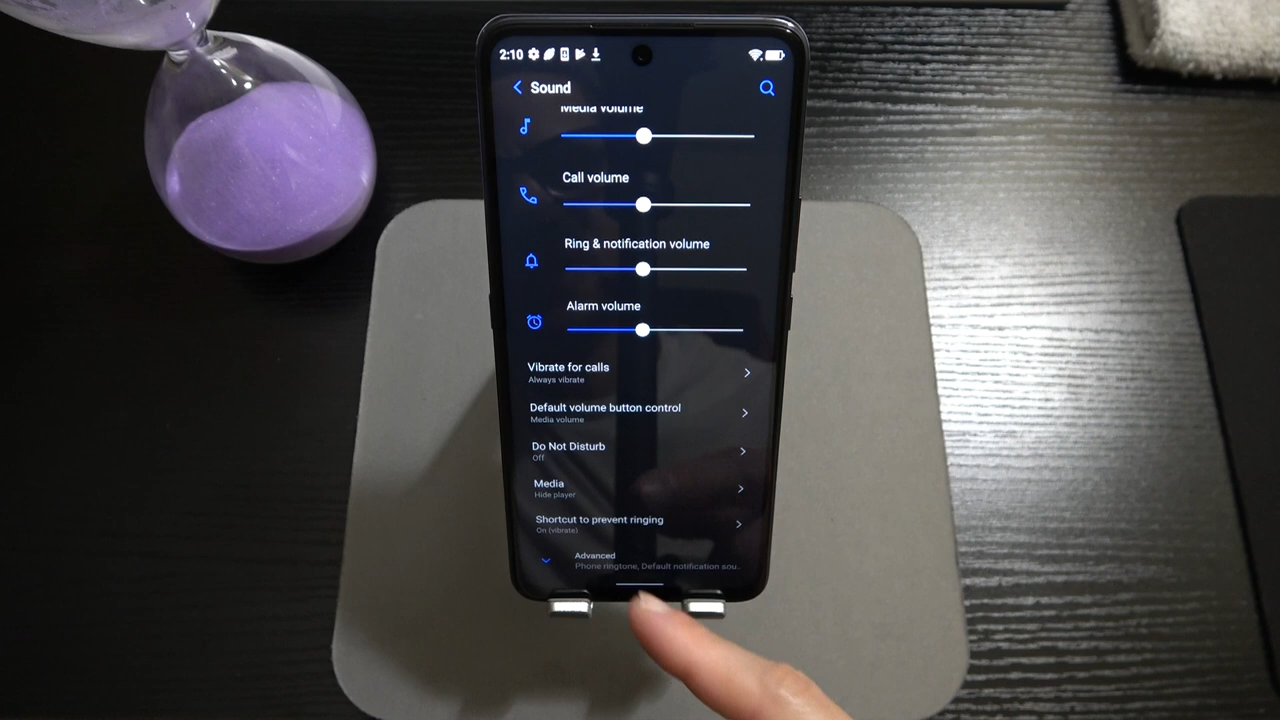 2:10
Sound
Media volume
Call volume
Ring & notification volume
Alarm volume
Vibrate for calls
Always vibrate
Default volume button control
Media volume
Do Not Disturb
Off
Media
Hide player
Shortcut to prevent ringing
On (vibrate)
Advanced
Phone ringtone, Default notification sou..